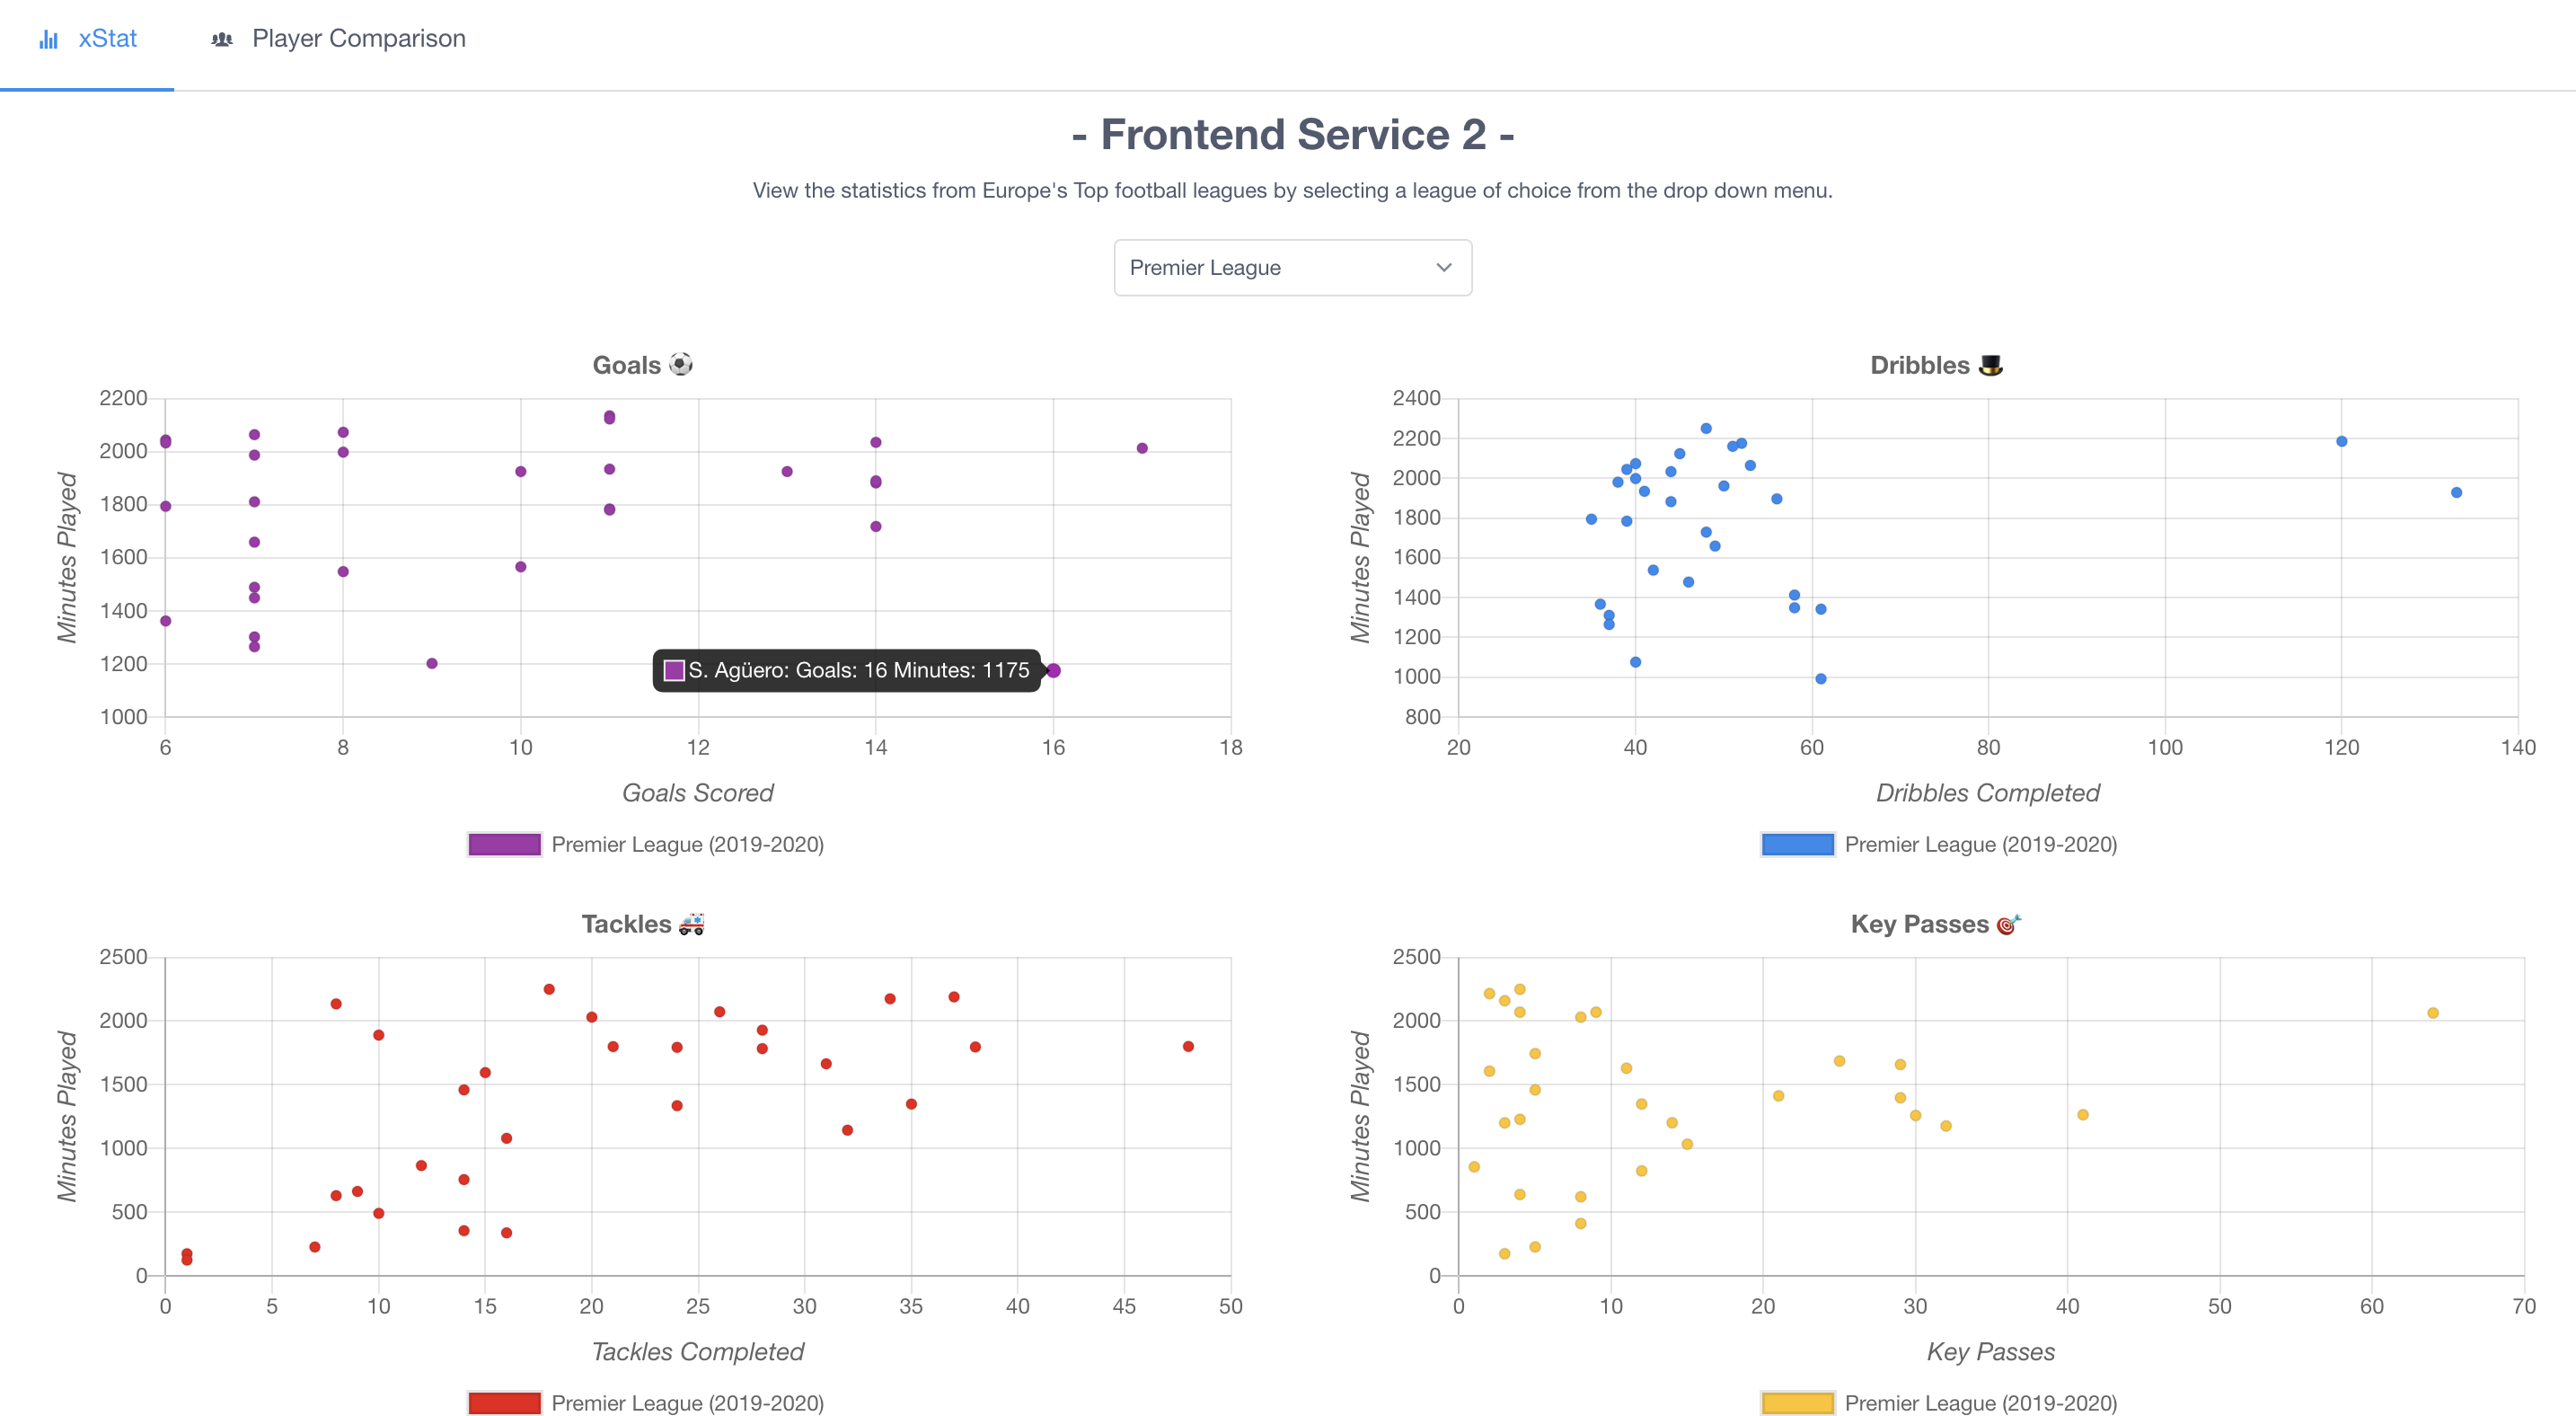 xStat
Player Comparison
- Frontend Service 2 -
View the statistics from Europe's Top football leagues by selecting a league of choice from the drop down menu.
Premier League
Goals
Minutes Played
2200
2000
1800
1600
1400
1200
1000
S. Agüero: Goals: 16 Minutes: 1175
6 8 10 12 14 16 18
Goals Scored
Premier League (2019-2020)
Dribbles
Minutes Played
2400
2200
2000
1800
1600
1400
1200
1000
800
20 40 60 80 100 120 140
Dribbles Completed
Premier League (2019-2020)
Tackles
Minutes Played
2500
2000
1500
1000
500
0
0 5 10 15 20 25 30 35 40 45 50
Tackles Completed
Premier League (2019-2020)
Key Passes
Minutes Played
2500
2000
1500
1000
500
0
0 10 20 30 40 50 60 70
Key Passes
Premier League (2019-2020)